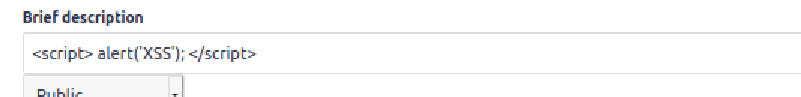 Brief description
<script> alert('XSS'); </script>
Public